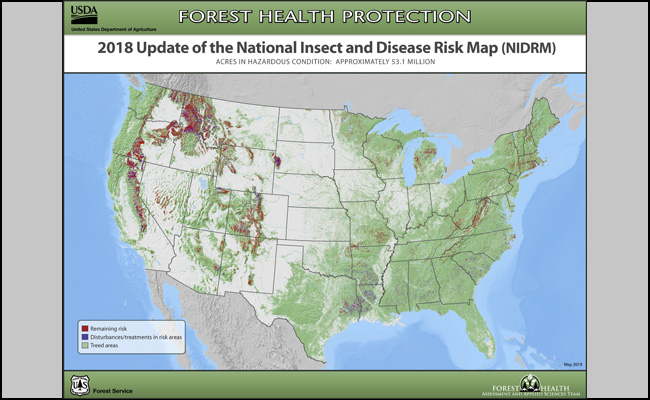 USDA
United States Department of Agriculture
FOREST HEALTH PROTECTION
2018 Update of the National Insect and Disease Risk Map (NIDRM)
ACRES IN HAZARDOUS CONDITION: APPROXIMATELY 53.1 MILLION
Remaining risk
Disturbances/treatments in risk areas
Treed areas
May 2019
Forest Service
FOREST HEALTH
ASSESSMENT AND APPLIED SCIENCES TEAM